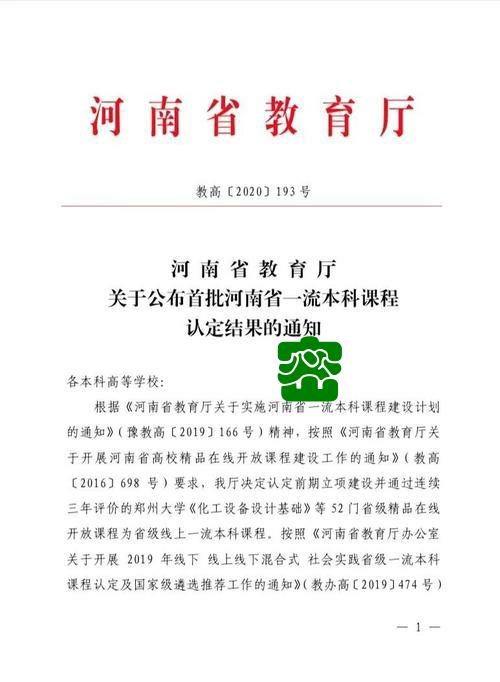 河南省教育厅
教高〔2020〕193号
河南省教育厅
关于公布首批河南省一流本科课程
认定结果的通知
各本科高等学校:
根据《河南省教育厅关于实施河南省一流本科课程建设计划
的通知》(豫教高〔2019〕166号)精神，按照《河南省教育厅关
于开展河南省高校精品在线开放课程建设工作的通知》(教高
〔2016〕698 号)要求，我厅决定认定前期立项建设并通过连续
三年评价的郑州大学《化工设备设计基础》等 52 门省级精品在线
开放课程为省级线上一流本科课程。按照《河南省教育厅办公室
关于开展 2019 年线下 线上线下混合式 社会实践省级一流本科
课程认定及国家级遴选推荐工作的通知》(教办高〔2019〕474 号)
— 1 —